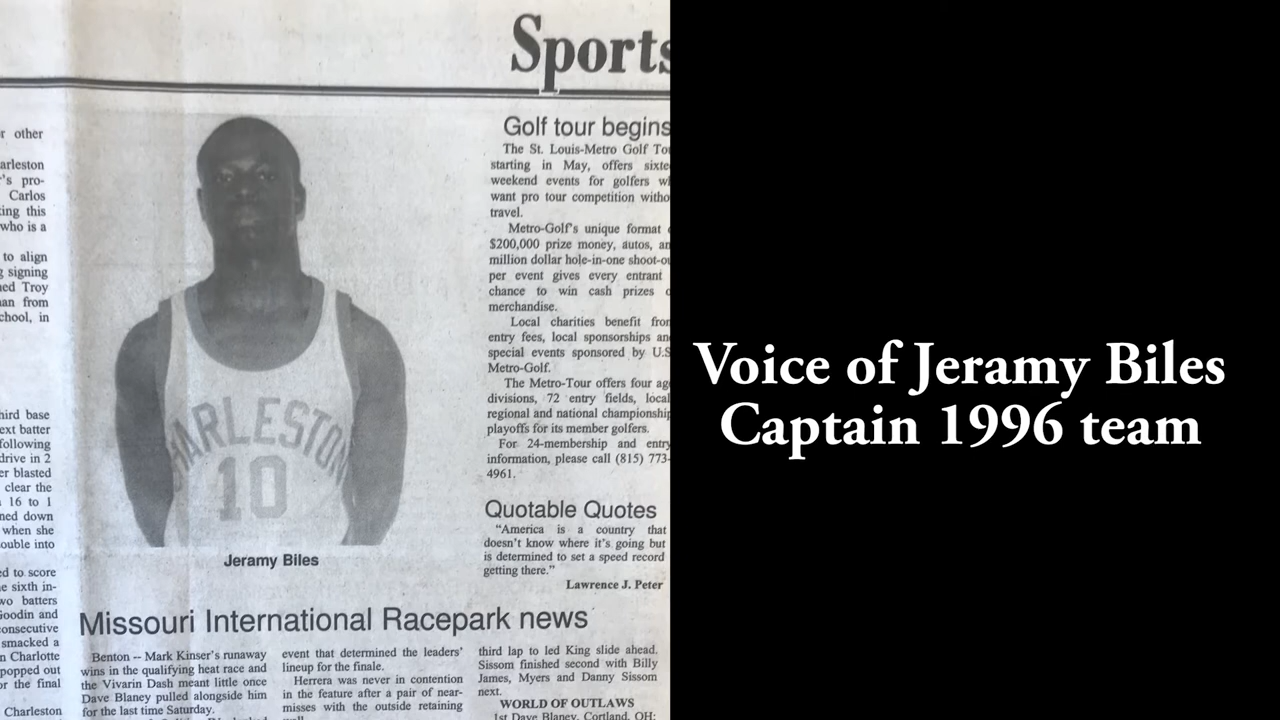 Sports
r other
arleston
r's pro-
Carlos
ting this
who is a
to align
g signing
ned Troy
nan from
chool, in
hird base
ext batter
following
drive in 2
er blasted
clear the
16 to 1
ned down
when she
ouble into
ed to score
e sixth in-
wo batters
Goodin and
consecutive
smacked a
n Charlotte
popped out
or the final
Charleston
CHARLESTON
10
Jeramy Biles
Golf tour begins
The St. Louis-Metro Golf To
starting in May, offers sixte
weekend events for golfers w
want pro tour competition witho
travel.
Metro-Golf's unique format
$200,000 prize money, autos, an
million dollar hole-in-one shoot-ou
per event gives every entrant
chance to win cash prizes o
merchandise.
Local charities benefit from
entry fees, local sponsorships an
special events sponsored by U.S
Metro-Golf.
The Metro-Tour offers four ag
divisions, 72 entry fields, local
regional and national championship
playoffs for its member golfers.
For 24-membership and entry
information, please call (815) 773-
4961.
Quotable Quotes
"America is a country that
doesn't know where it's going but
is determined to set a speed record
getting there."
Lawrence J. Peter
Missouri International Racepark news
Benton -- Mark Kinser's runaway
wins in the qualifying heat race and
the Vivarin Dash meant little once
Dave Blaney pulled alongside him
for the last time Saturday.
event that determined the leaders'
lineup for the finale.
Herrera was never in contention
in the feature after a pair of near-
misses with the outside retaining
third lap to led King slide ahead.
Sissom finished second with Billy
James, Myers and Danny Sissom
next.
WORLD OF OUTLAWS
1st Dave Blaney, Cortland, OH;
Voice of Jeramy Biles
Captain 1996 team